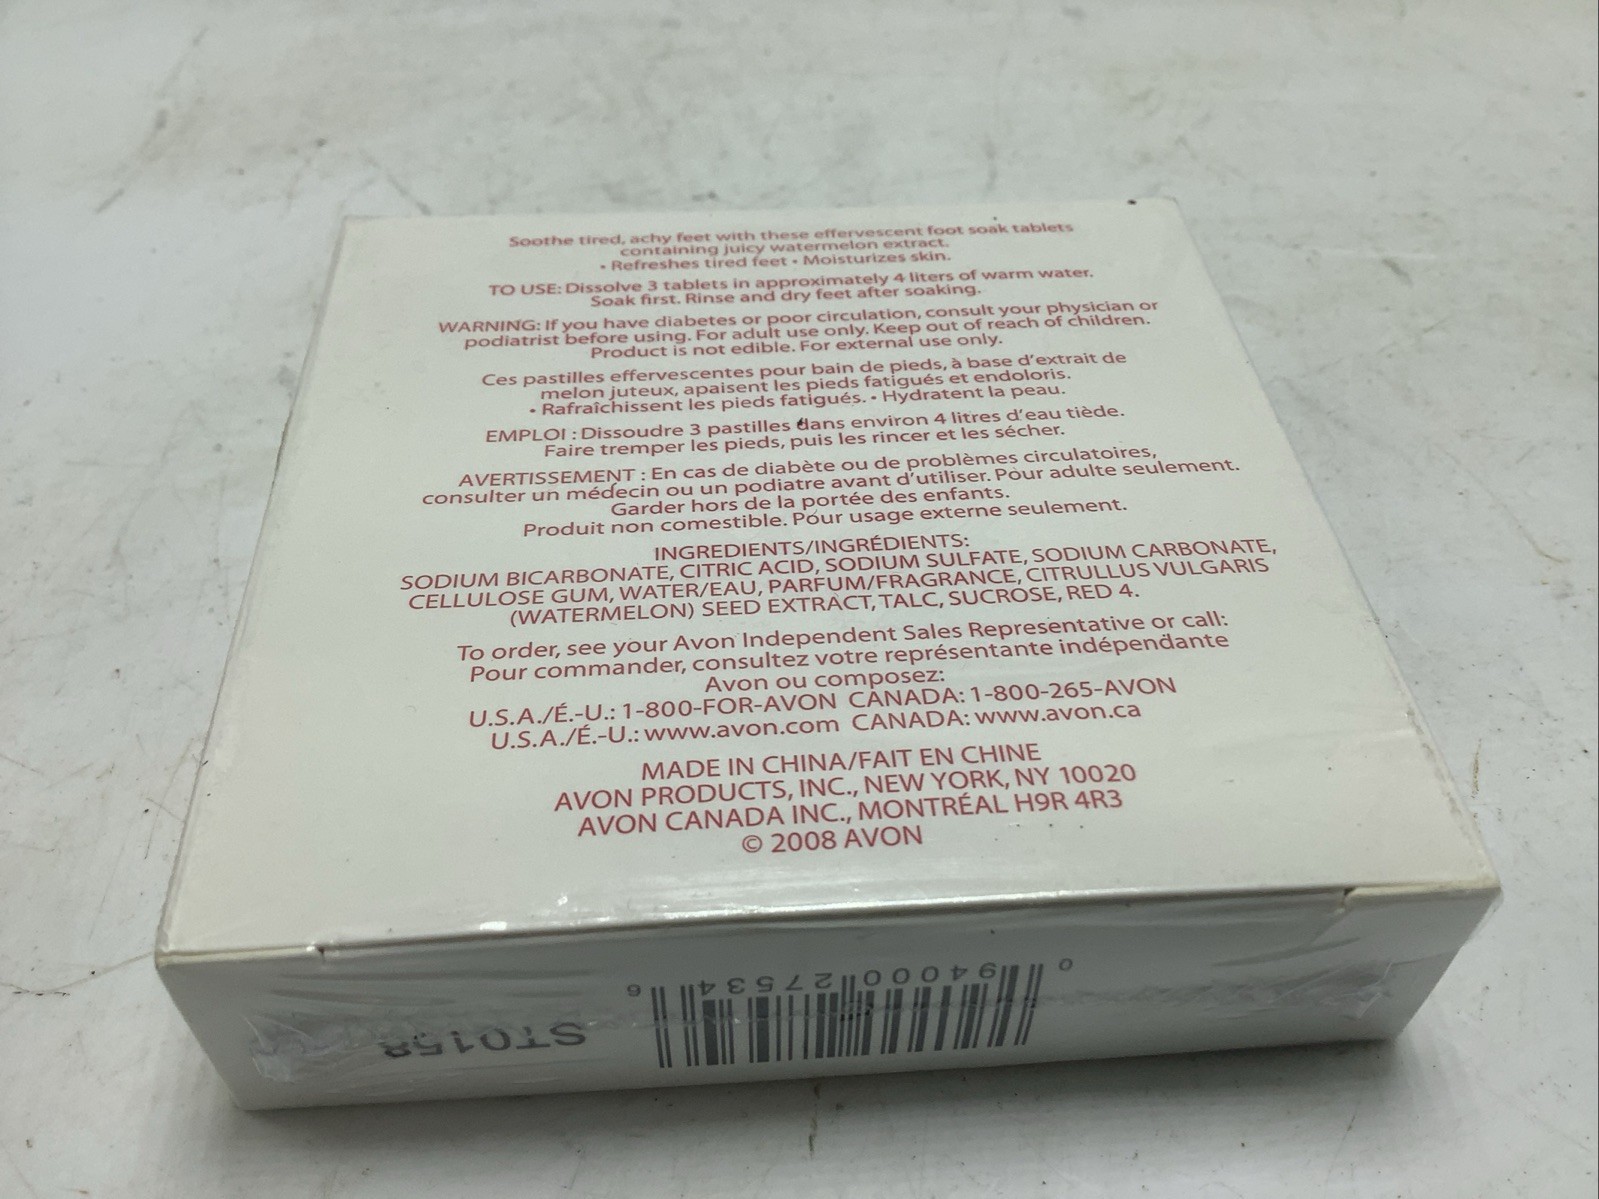 Soothe tired, achy feet with these effervescent foot soak tablets
containing juicy watermelon extract.
• Refreshes tired feet • Moisturizes skin.
TO USE: Dissolve 3 tablets in approximately 4 liters of warm water.
Soak first. Rinse and dry feet after soaking.
WARNING: If you have diabetes or poor circulation, consult your physician or
podiatrist before using. For adult use only. Keep out of reach of children.
Product is not edible. For external use only.
Ces pastilles effervescentes pour bain de pieds, à base d'extrait de
melon juteux, apaisent les pieds fatigués et endoloris.
• Rafraîchissent les pieds fatigués. • Hydratent la peau.
EMPLOI : Dissoudre 3 pastilles dans environ 4 litres d'eau tiède.
Faire tremper les pieds, puis les rincer et les sécher.
AVERTISSEMENT : En cas de diabète ou de problèmes circulatoires,
consulter un médecin ou un podiatre avant d'utiliser. Pour adulte seulement.
Garder hors de la portée des enfants.
Produit non comestible. Pour usage externe seulement.
INGREDIENTS/INGRÉDIENTS:
SODIUM BICARBONATE, CITRIC ACID, SODIUM SULFATE, SODIUM CARBONATE,
CELLULOSE GUM, WATER/EAU, PARFUM/FRAGRANCE, CITRULLUS VULGARIS
(WATERMELON) SEED EXTRACT, TALC, SUCROSE, RED 4.
To order, see your Avon Independent Sales Representative or call:
Pour commander, consultez votre représentante indépendante
Avon ou composez:
U.S.A./É.-U.: 1-800-FOR-AVON CANADA: 1-800-265-AVON
U.S.A./É.-U.: www.avon.com CANADA: www.avon.ca
MADE IN CHINA/FAIT EN CHINE
AVON PRODUCTS, INC., NEW YORK, NY 10020
AVON CANADA INC., MONTRÉAL H9R 4R3
© 2008 AVON
0 94000 27534 6
ST0158